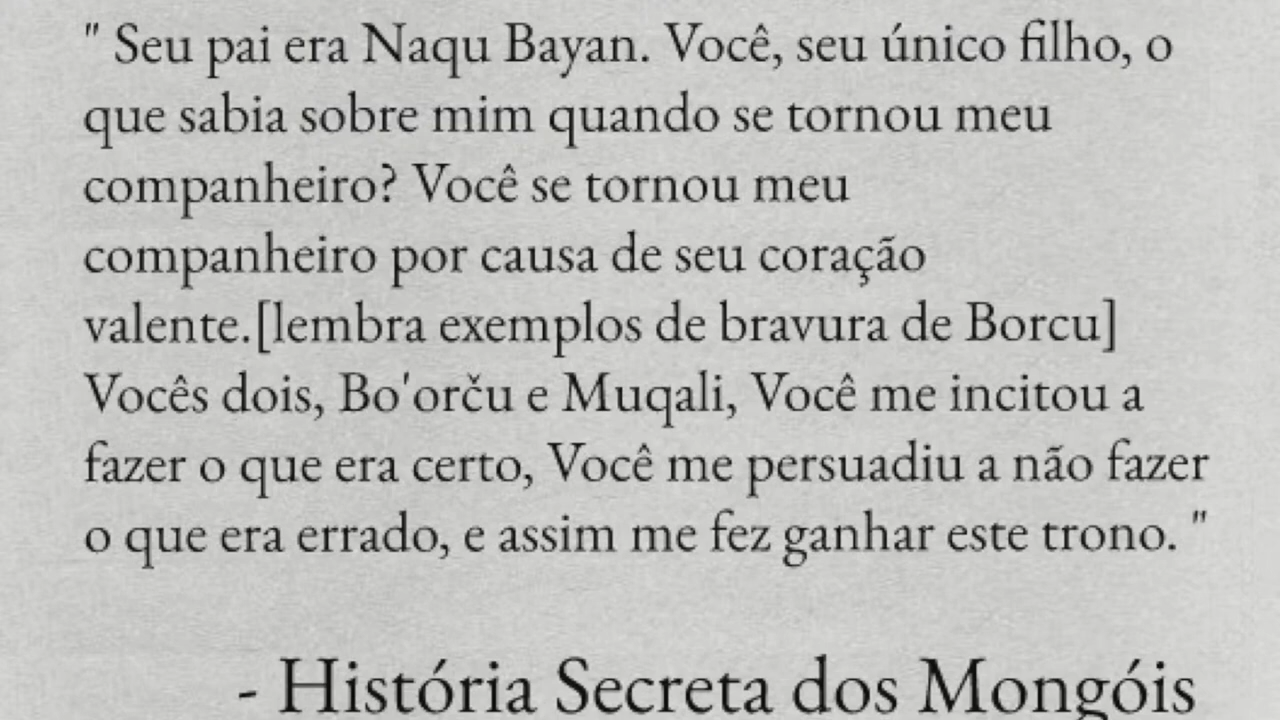 " Seu pai era Naqu Bayan. Você, seu único filho, o
que sabia sobre mim quando se tornou meu
companheiro? Você se tornou meu
companheiro por causa de seu coração
valente.[lembra exemplos de bravura de Borcu]
Vocês dois, Bo'orču e Muqali, Você me incitou a
fazer o que era certo, Você me persuadiu a não fazer
o que era errado, e assim me fez ganhar este trono. "
- História Secreta dos Mongóis